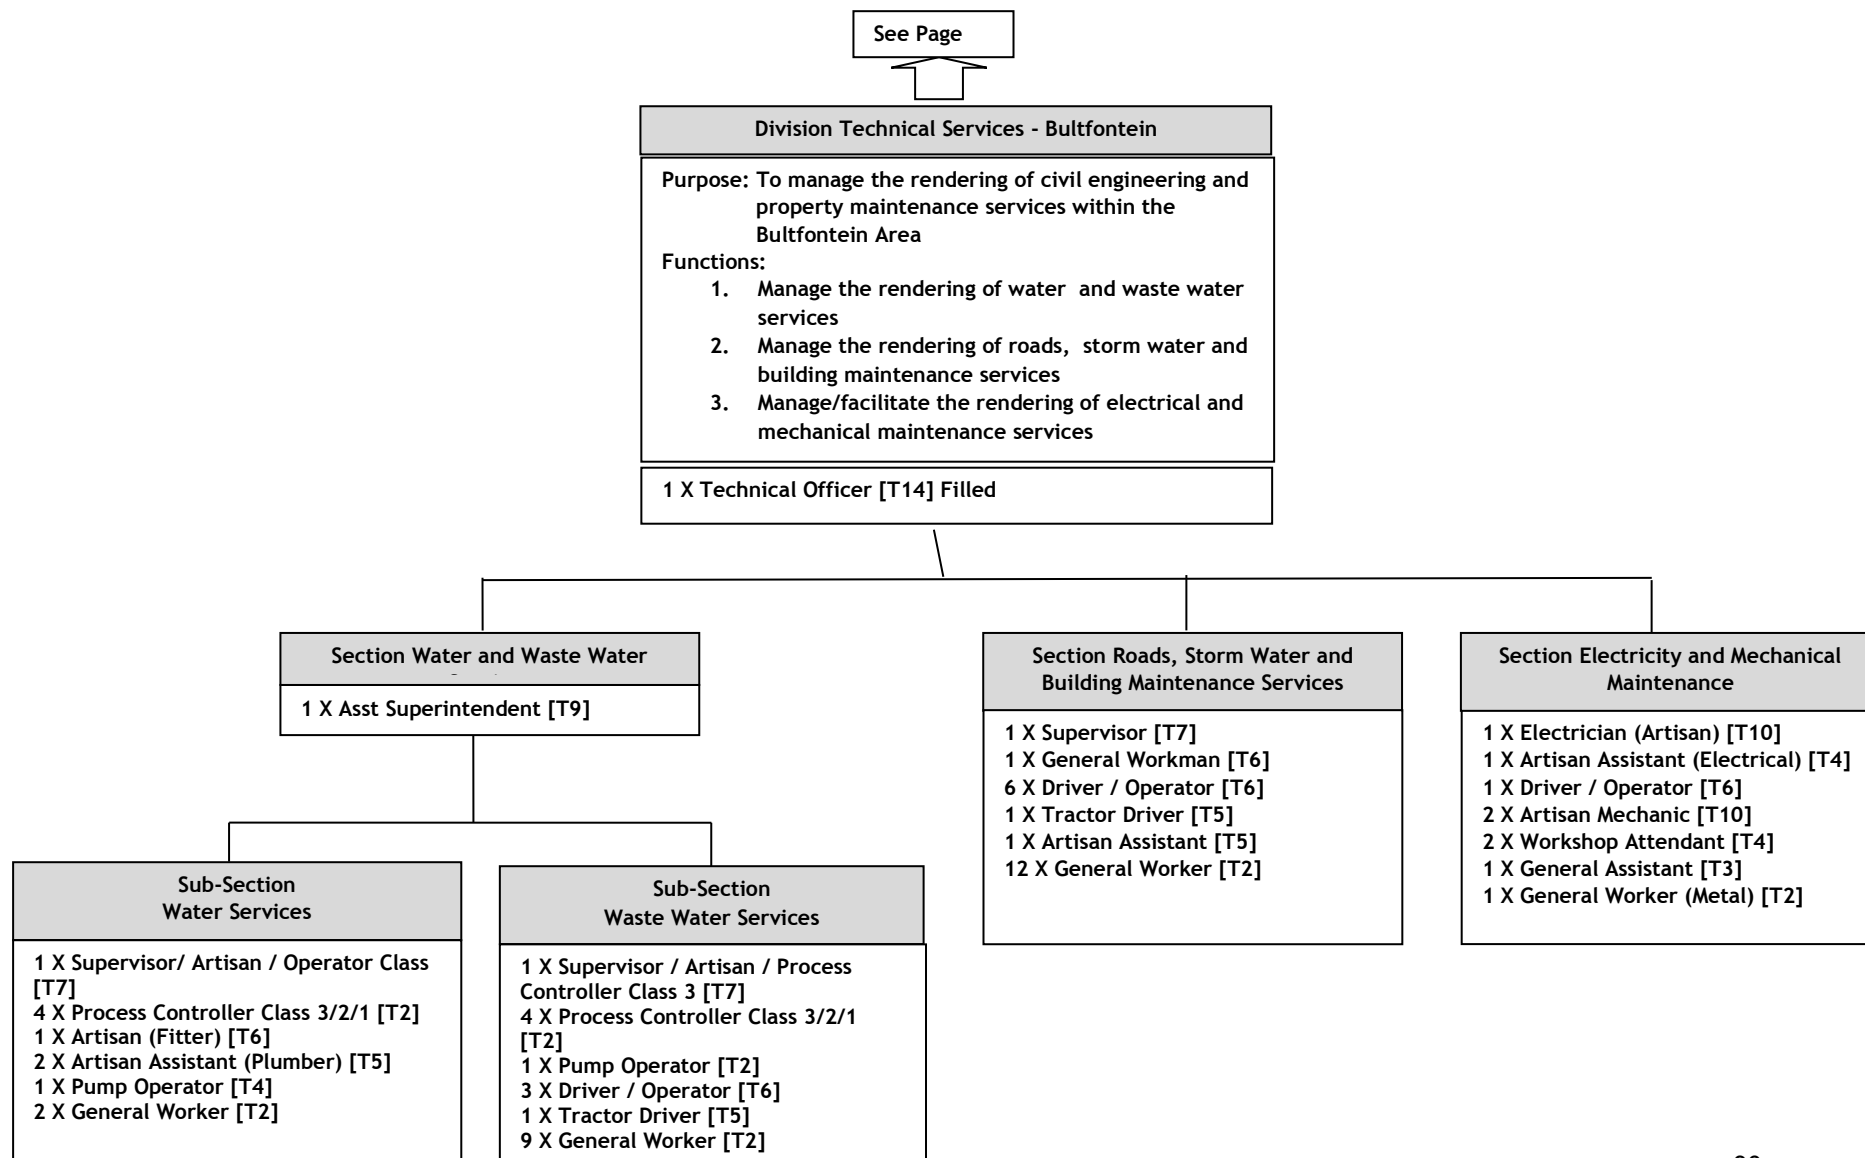 See Page
Division Technical Services - Bultfontein
Purpose: To manage the rendering of civil engineering and
property maintenance services within the
Bultfontein Area
Functions:
1. Manage the rendering of water and waste water
services
2. Manage the rendering of roads, storm water and
building maintenance services
3. Manage/facilitate the rendering of electrical and
mechanical maintenance services
1 X Technical Officer [T14] Filled
Section Water and Waste Water
1 X Asst Superintendent [T9]
Section Roads, Storm Water and
Building Maintenance Services
1 X Supervisor [T7]
1 X General Workman [T6]
6 X Driver / Operator [T6]
1 X Tractor Driver [T5]
1 X Artisan Assistant [T5]
12 X General Worker [T2]
Section Electricity and Mechanical
Maintenance
1 X Electrician (Artisan) [T10]
1 X Artisan Assistant (Electrical) [T4]
1 X Driver / Operator [T6]
2 X Artisan Mechanic [T10]
2 X Workshop Attendant [T4]
1 X General Assistant [T3]
1 X General Worker (Metal) [T2]
Sub-Section
Water Services
1 X Supervisor/ Artisan / Operator Class
[T7]
4 X Process Controller Class 3/2/1 [T2]
1 X Artisan (Fitter) [T6]
2 X Artisan Assistant (Plumber) [T5]
1 X Pump Operator [T4]
2 X General Worker [T2]
Sub-Section
Waste Water Services
1 X Supervisor / Artisan / Process
Controller Class 3 [T7]
4 X Process Controller Class 3/2/1
[T2]
1 X Pump Operator [T2]
3 X Driver / Operator [T6]
1 X Tractor Driver [T5]
9 X General Worker [T2]